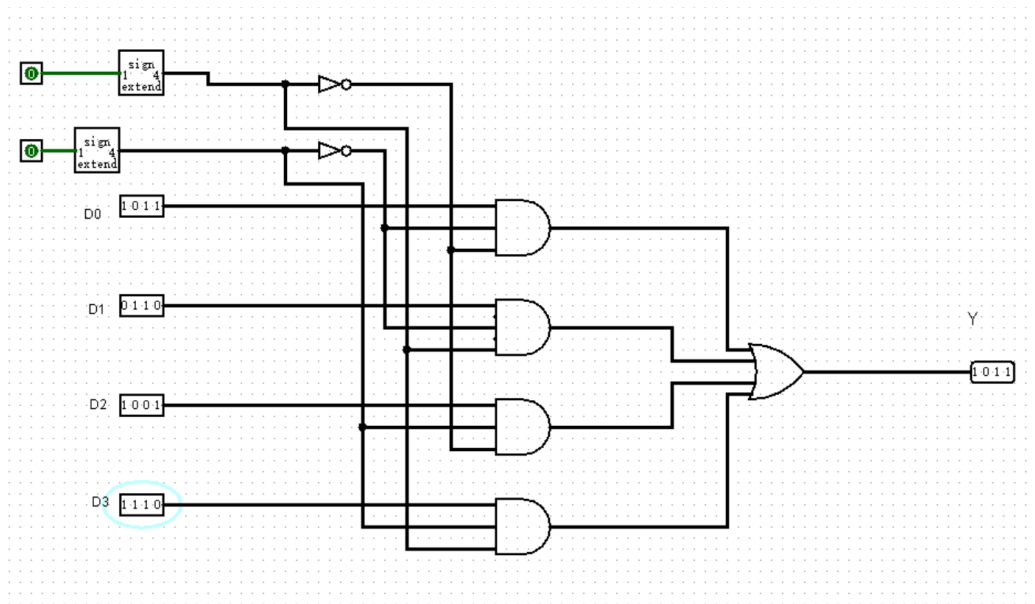 0
sign
1 4
extend
0
sign
1 4
extend
D0
1 0 1 1
D1
0 1 1 0
D2
1 0 0 1
D3
1 1 1 0
Y
1 0 1 1